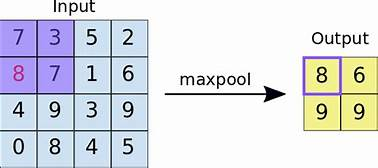 Input
7 3 5 2
8 7 1 6
4 9 3 9
0 8 4 5
maxpool
Output
8 6
9 9